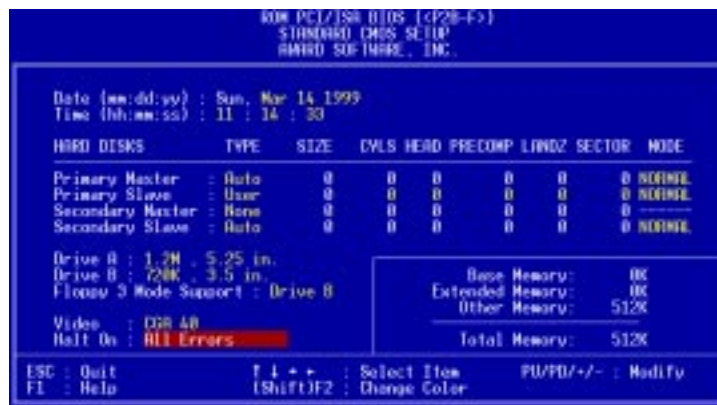 ROM PCI/ISA BIOS (<P2B-F>)
STANDARD CMOS SETUP
AWARD SOFTWARE, INC.
Date (mm:dd:yy) : Sun, Mar 14 1999
Time (hh:mm:ss) : 11 : 14 : 33
HARD DISKS TYPE SIZE CYLS HEAD PRECOMP LANDZ SECTOR MODE
Primary Master : Auto 0 0 0 0 0 0 NORMAL
Primary Slave : User 0 0 0 0 0 0 NORMAL
Secondary Master : None 0 0 0 0 0 0 ------
Secondary Slave : Auto 0 0 0 0 0 0 NORMAL
Drive A : 1.2M , 5.25 in.
Drive B : 720K , 3.5 in.
Floppy 3 Mode Support : Drive B
Video : CGA 40
Halt On : All Errors
Base Memory: 0K
Extended Memory: 0K
Other Memory: 512K
Total Memory: 512K
ESC : Quit ↑ ↓ → ← : Select Item PU/PD/+/- : Modify
F1 : Help (Shift)F2 : Change Color